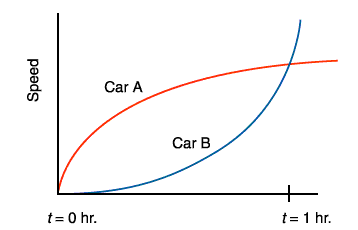 Speed
Car A
Car B
t = 0 hr.
t = 1 hr.